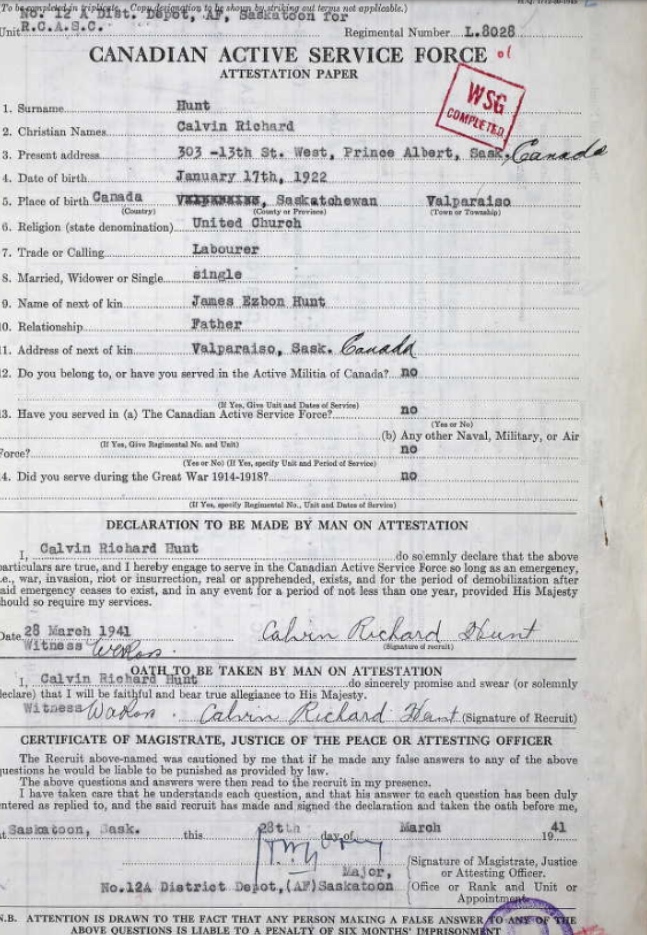 To be completed in triplicate. Copy designation to be shown by striking out terms not applicable.)
No. 12 A Dist. Depot, AF, Saskatoon for
Unit R.C.A.S.C. Regimental Number L.8028
CANADIAN ACTIVE SERVICE FORCE
ATTESTATION PAPER
WSG
COMPLETED
1. Surname Hunt
2. Christian Names Calvin Richard
3. Present address 303 -13th St. West, Prince Albert, Sask, Canada
4. Date of birth January 17th, 1922
5. Place of birth Canada Saskatchewan Valparaiso
(Country) (County or Province) (Town or Township)
6. Religion (state denomination) United Church
7. Trade or Calling Labourer
8. Married, Widower or Single single
9. Name of next of kin James Ezbon Hunt
10. Relationship Father
11. Address of next of kin Valparaiso, Sask. Canada
12. Do you belong to, or have you served in the Active Militia of Canada? no
(If Yes, Give Unit and Dates of Service)
13. Have you served in (a) The Canadian Active Service Force? no
(Yes or No)
(If Yes, Give Regimental No. and Unit) (b) Any other Naval, Military, or Air
Force? no
(Yes or No) (If Yes, specify Unit and Period of Service)
4. Did you serve during the Great War 1914-1918? no
(If Yes, specify Regimental No., Unit and Dates of Service)
DECLARATION TO BE MADE BY MAN ON ATTESTATION
I, Calvin Richard Hunt do solemnly declare that the above
particulars are true, and I hereby engage to serve in the Canadian Active Service Force so long as an emergency,
i.e., war, invasion, riot or insurrection, real or apprehended, exists, and for the period of demobilization after
said emergency ceases to exist, and in any event for a period of not less than one year, provided His Majesty
should so require my services.
Date 28 March 1941 Calvin Richard Hunt
Witness (Signature of recruit)
OATH TO BE TAKEN BY MAN ON ATTESTATION
I, Calvin Richard Hunt do sincerely promise and swear (or solemnly
declare) that I will be faithful and bear true allegiance to His Majesty.
Witness Calvin Richard Hunt (Signature of Recruit)
CERTIFICATE OF MAGISTRATE, JUSTICE OF THE PEACE OR ATTESTING OFFICER
The Recruit above-named was cautioned by me that if he made any false answers to any of the above
questions he would be liable to be punished as provided by law.
The above questions and answers were then read to the recruit in my presence.
I have taken care that he understands each question, and that his answer to each question has been duly
entered as replied to, and the said recruit has made and signed the declaration and taken the oath before me,
at Saskatoon, Sask. this 28tth day of March 1941
Major, (Signature of Magistrate, Justice
or Attesting Officer.
No.12A District Depot,(AF)Saskatoon Office or Rank and Unit or
Appointment.
N.B. ATTENTION IS DRAWN TO THE FACT THAT ANY PERSON MAKING A FALSE ANSWER TO ANY OF THE
ABOVE QUESTIONS IS LIABLE TO A PENALTY OF SIX MONTHS' IMPRISONMENT